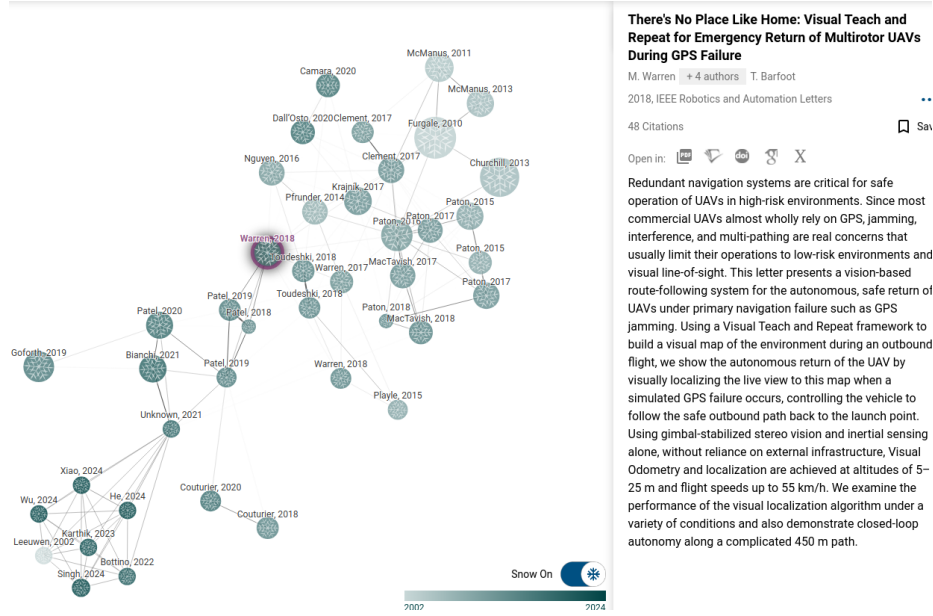 McManus, 2011
Camara, 2020
McManus, 2013
Dall'Osto, 2020
Clement, 2017
Furgale, 2010
Nguyen, 2016
Clement, 2017
Churchill, 2013
Krajník, 2017
Pfrunder, 2014
Paton, 2015
Paton, 2016
Paton, 2017
Warren, 2018
Toudeshki, 2018
Paton, 2015
Warren, 2017
MacTavish, 2017
Paton, 2017
Patel, 2019
Toudeshki, 2018
Patel, 2020
Patel, 2018
Paton, 2018
MacTavish, 2018
Goforth, 2019
Bianchi, 2021
Patel, 2019
Warren, 2018
Playle, 2015
Unknown, 2021
Xiao, 2024
Couturier, 2020
Wu, 2024
He, 2024
Couturier, 2018
Karthik, 2023
Leeuwen, 2002
Bottino, 2022
Singh, 2024
Snow On
2002
2024
There's No Place Like Home: Visual Teach and
Repeat for Emergency Return of Multirotor UAVs
During GPS Failure
M. Warren + 4 authors T. Barfoot
2018, IEEE Robotics and Automation Letters
48 Citations
Sav
Open in: PDF doi g X
Redundant navigation systems are critical for safe
operation of UAVs in high-risk environments. Since most
commercial UAVs almost wholly rely on GPS, jamming,
interference, and multi-pathing are real concerns that
usually limit their operations to low-risk environments and
visual line-of-sight. This letter presents a vision-based
route-following system for the autonomous, safe return of
UAVs under primary navigation failure such as GPS
jamming. Using a Visual Teach and Repeat framework to
build a visual map of the environment during an outbound
flight, we show the autonomous return of the UAV by
visually localizing the live view to this map when a
simulated GPS failure occurs, controlling the vehicle to
follow the safe outbound path back to the launch point.
Using gimbal-stabilized stereo vision and inertial sensing
alone, without reliance on external infrastructure, Visual
Odometry and localization are achieved at altitudes of 5–
25 m and flight speeds up to 55 km/h. We examine the
performance of the visual localization algorithm under a
variety of conditions and also demonstrate closed-loop
autonomy along a complicated 450 m path.